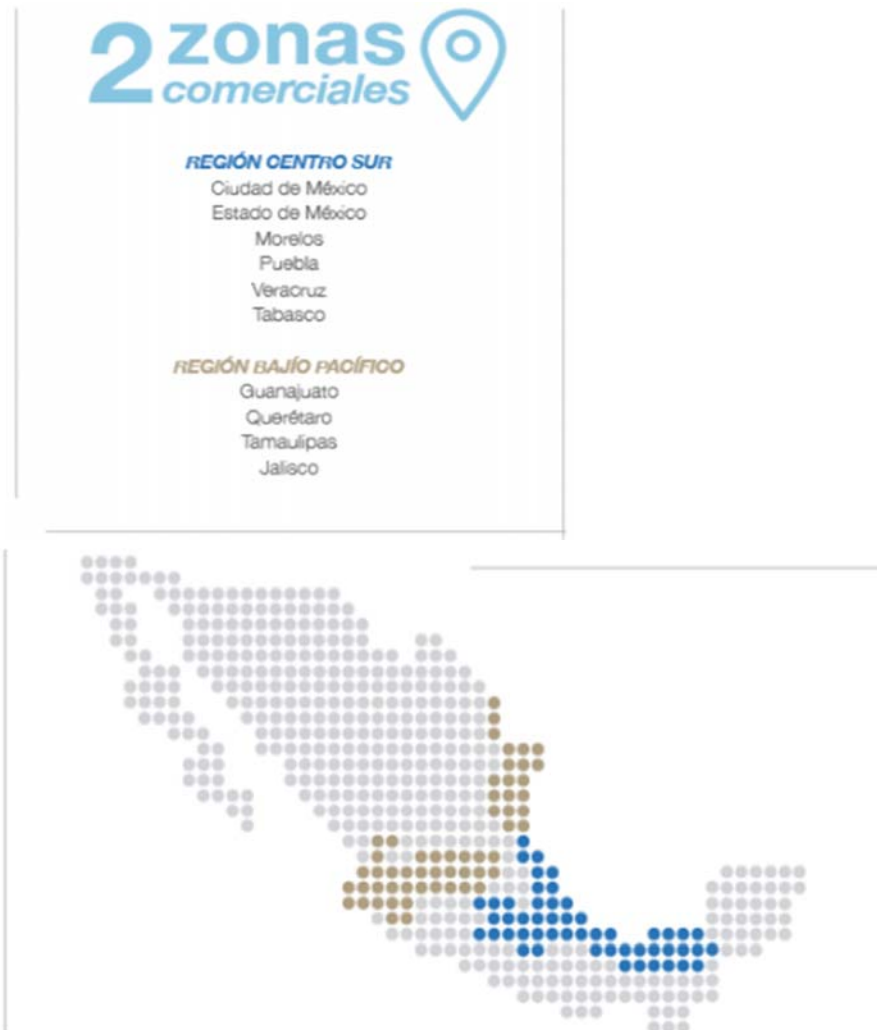 2 zonas
comerciales
REGIÓN CENTRO SUR
Ciudad de México
Estado de México
Morelos
Puebla
Veracruz
Tabasco
REGIÓN BAJÍO PACÍFICO
Guanajuato
Querétaro
Tamaulipas
Jalisco